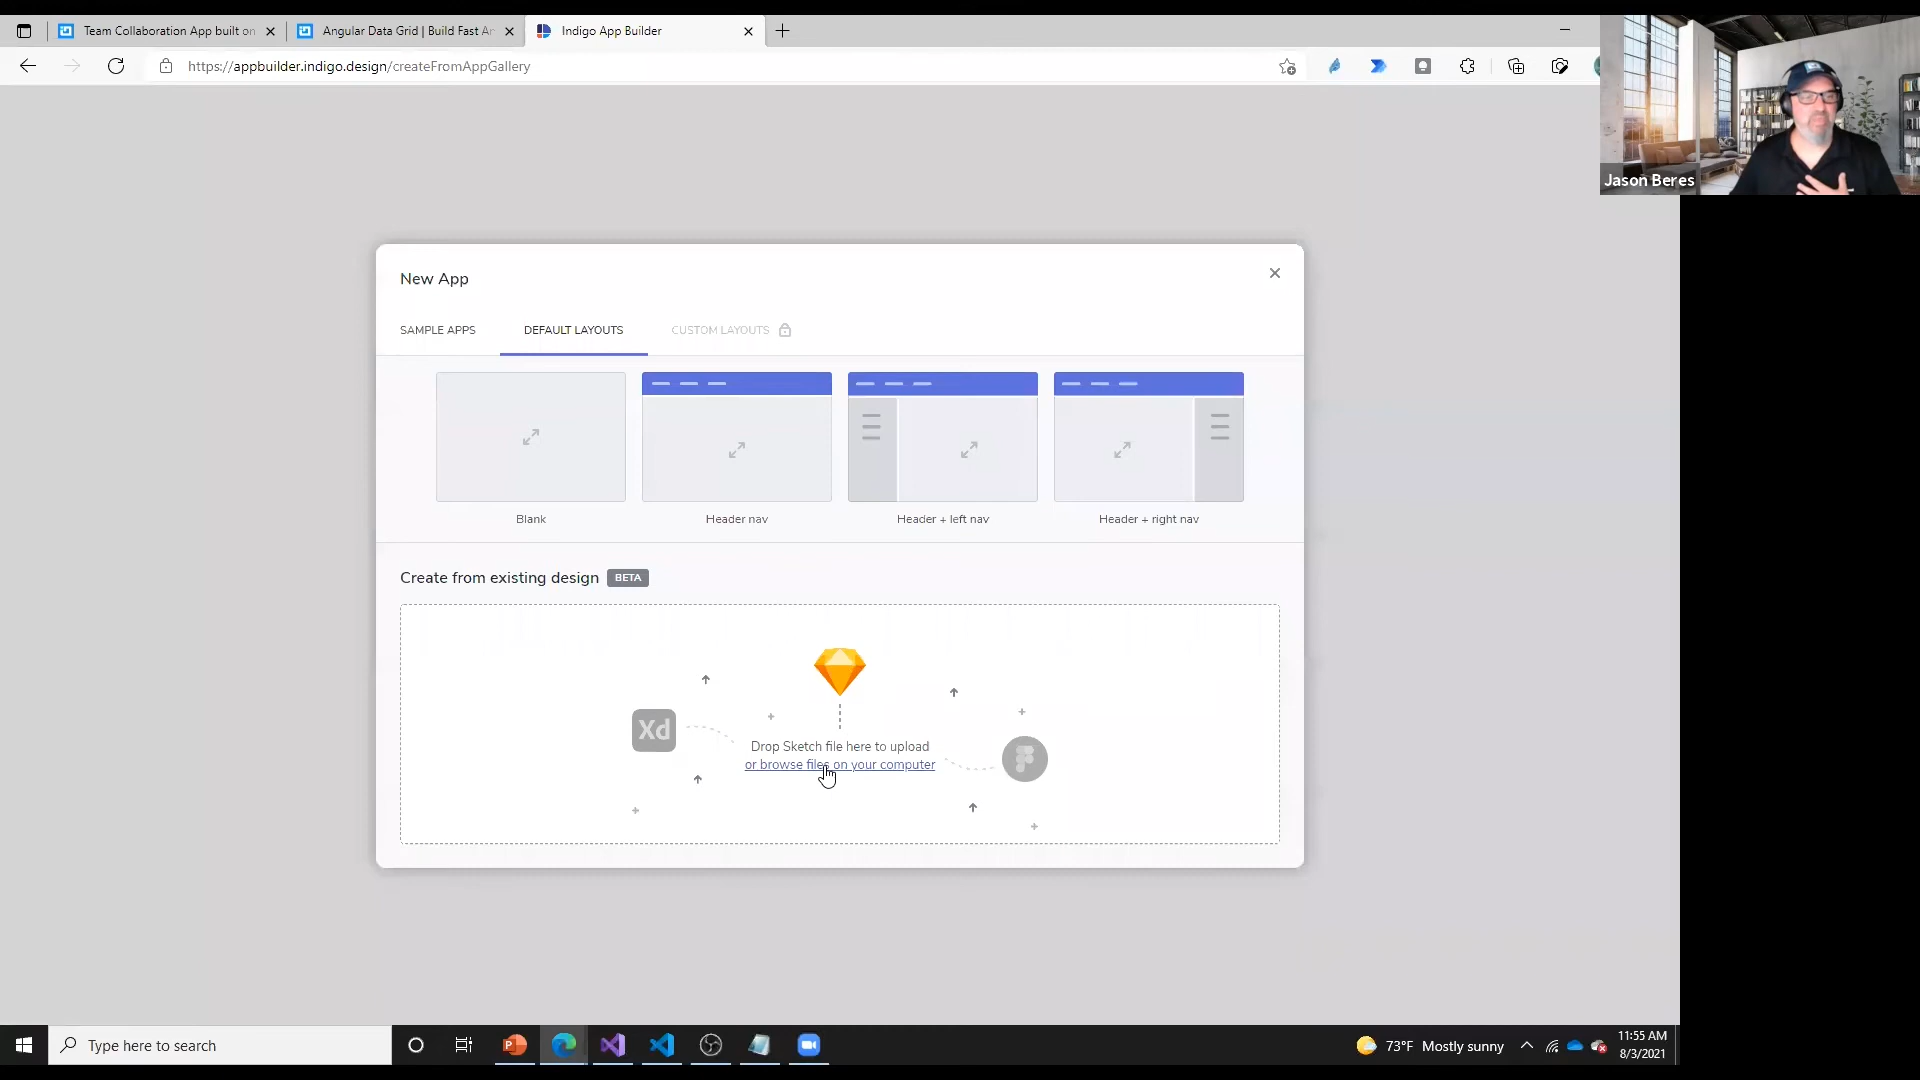 Team Collaboration App built on
Angular Data Grid | Build Fast An
Indigo App Builder
https://appbuilder.indigo.design/createFromAppGallery
Jason Beres
New App
SAMPLE APPS
DEFAULT LAYOUTS
CUSTOM LAYOUTS
Blank
Header nav
Header + left nav
Header + right nav
Create from existing design BETA
Xd
Drop Sketch file here to upload
or browse files on your computer
Type here to search
73°F Mostly sunny
11:55 AM
8/3/2021